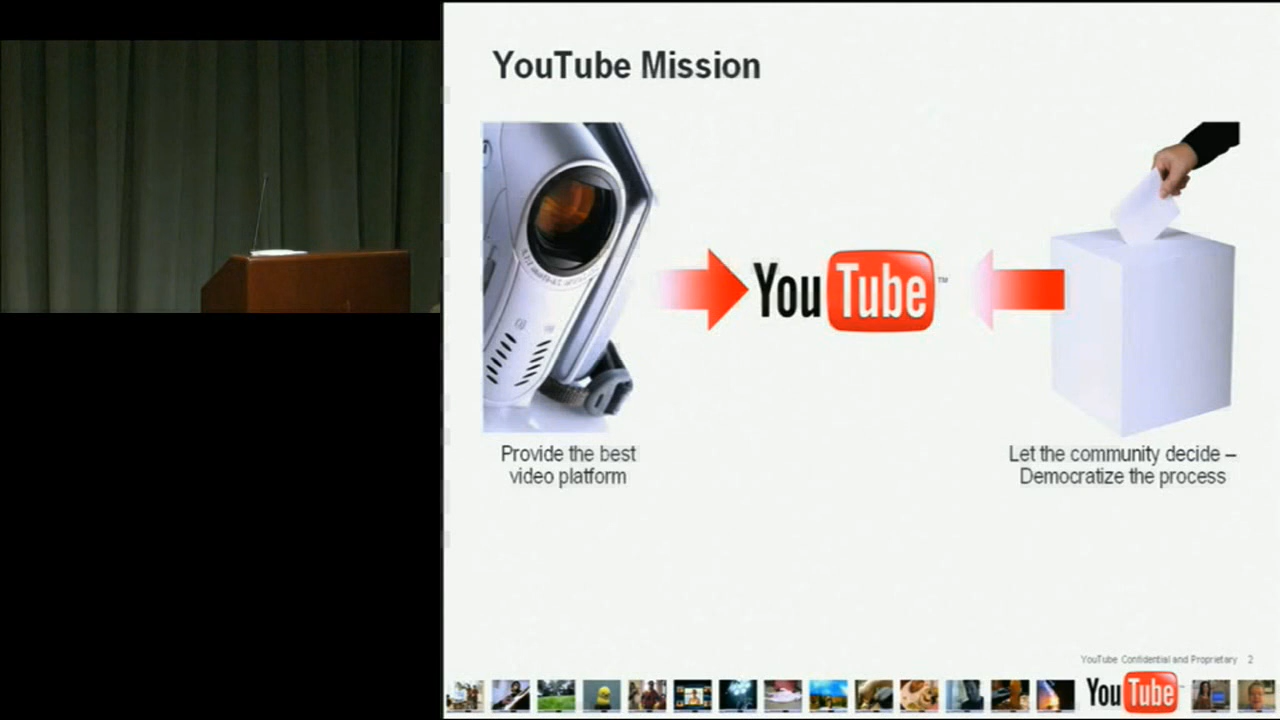 YouTube Mission
YouTube™
Provide the best
video platform
Let the community decide –
Democratize the process
YouTube Confidential and Proprietary 2
YouTube